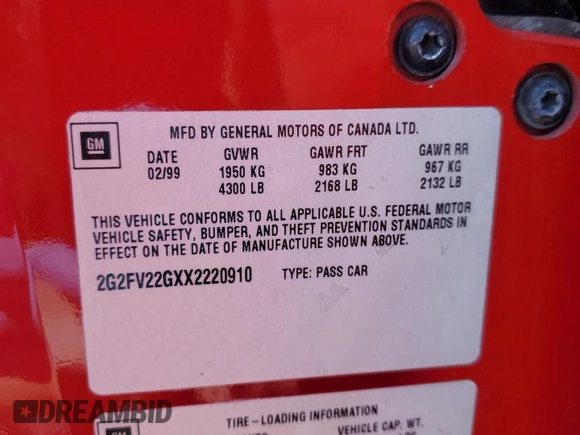 GM
MFD BY GENERAL MOTORS OF CANADA LTD.
DATE GVWR GAWR FRT GAWR RR
02/99 1950 KG 983 KG 967 KG
4300 LB 2168 LB 2132 LB
THIS VEHICLE CONFORMS TO ALL APPLICABLE U.S. FEDERAL MOTOR
VEHICLE SAFETY, BUMPER, AND THEFT PREVENTION STANDARDS IN
EFFECT ON THE DATE OF MANUFACTURE SHOWN ABOVE.
2G2FV22GXX2220910 TYPE: PASS CAR
TIRE-LOADING INFORMATION
VEHICLE CAP. WT.
DREAMBID